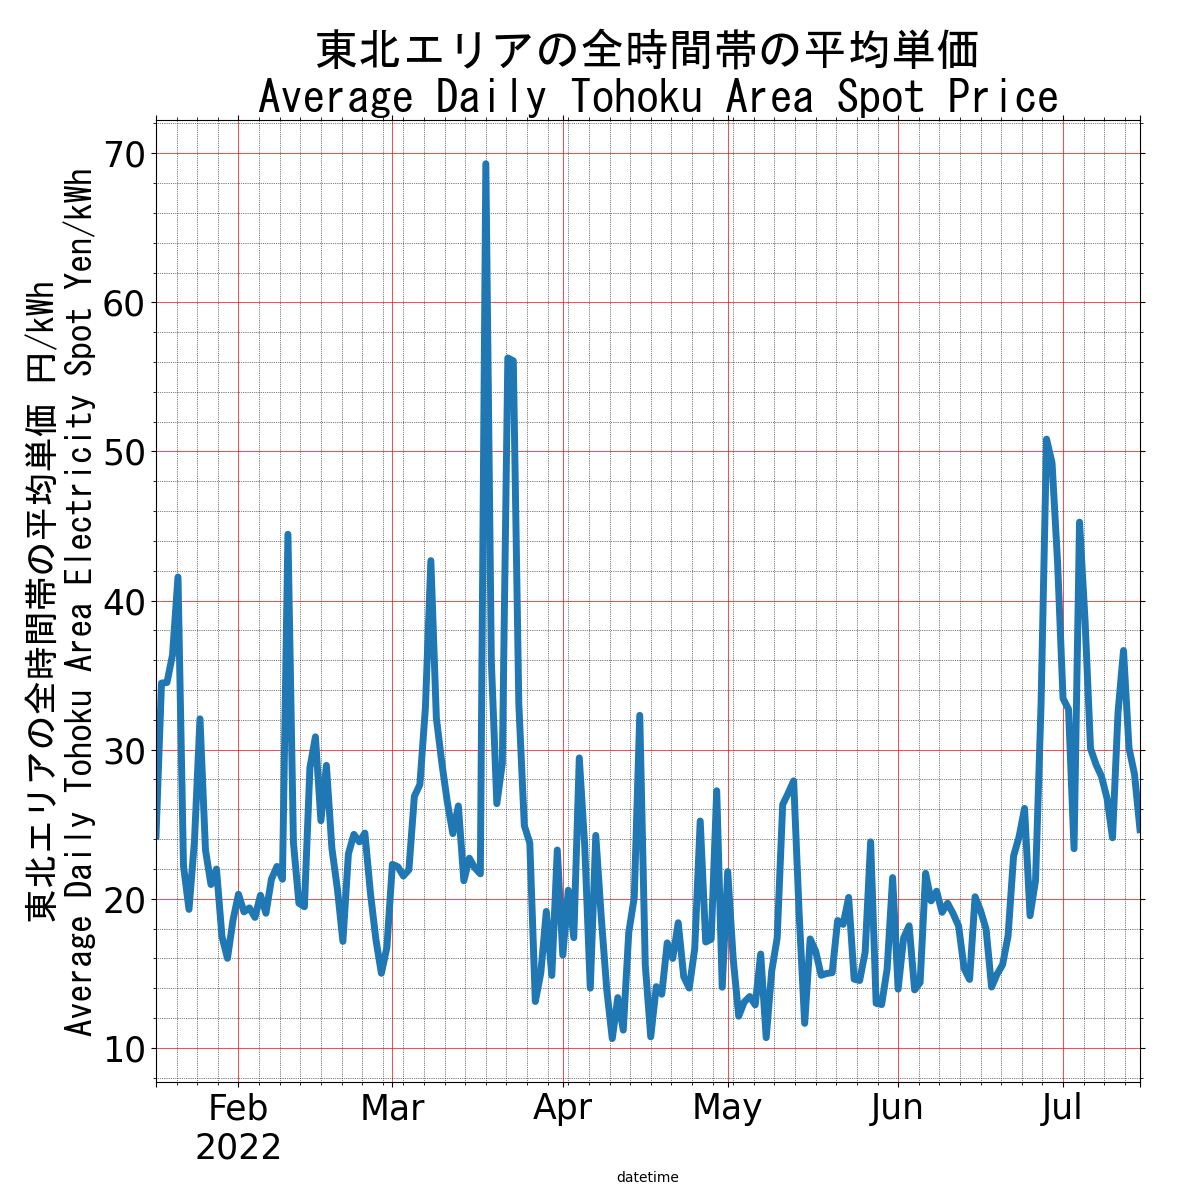 東北エリアの全時間帯の平均単価
Average Daily Tohoku Area Spot Price
東北エリアの全時間帯の平均単価 円/kWh
Average Daily Tohoku Area Electricity Spot Yen/kWh
70
60
50
40
30
20
10
Feb
2022
Mar
Apr
May
Jun
Jul
datetime